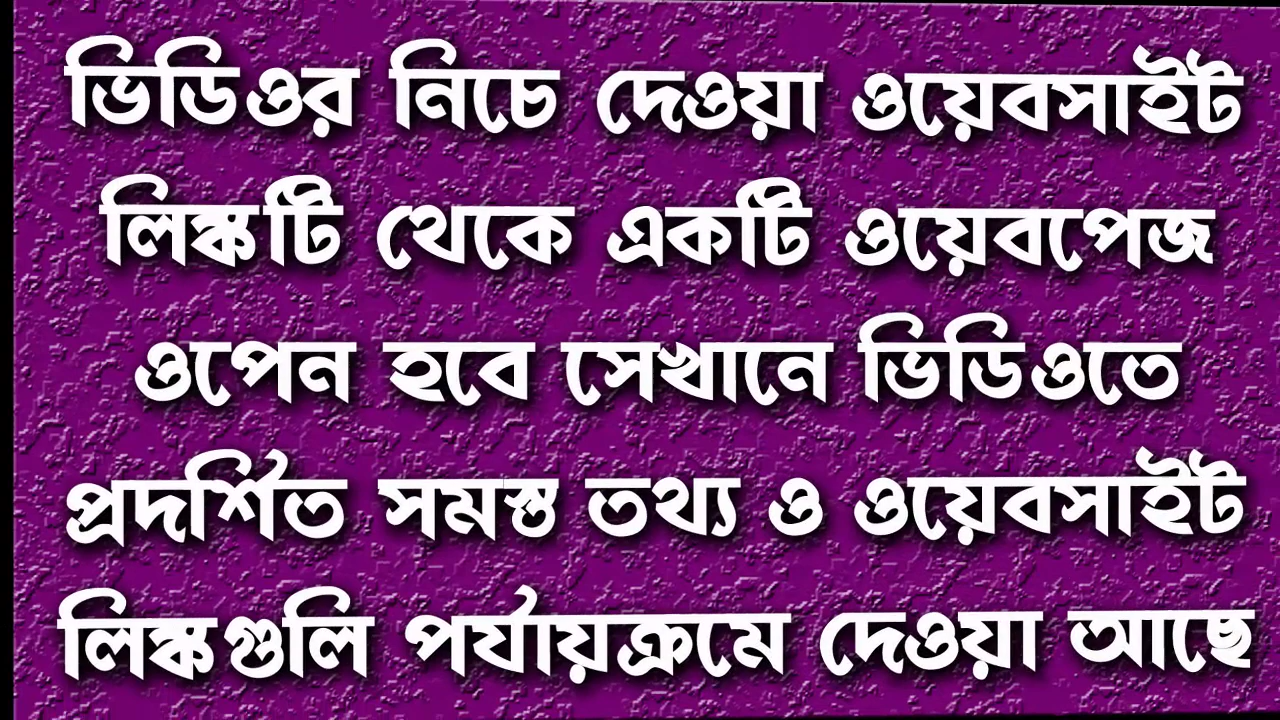 ভিডিওর নিচে দেওয়া ওয়েবসাইট
লিঙ্কটি থেকে একটি ওয়েবপেজ
ওপেন হবে সেখানে ভিডিওতে
প্রদর্শিত সমস্ত তথ্য ও ওয়েবসাইট
লিঙ্কগুলি পর্যায়ক্রমে দেওয়া আছে